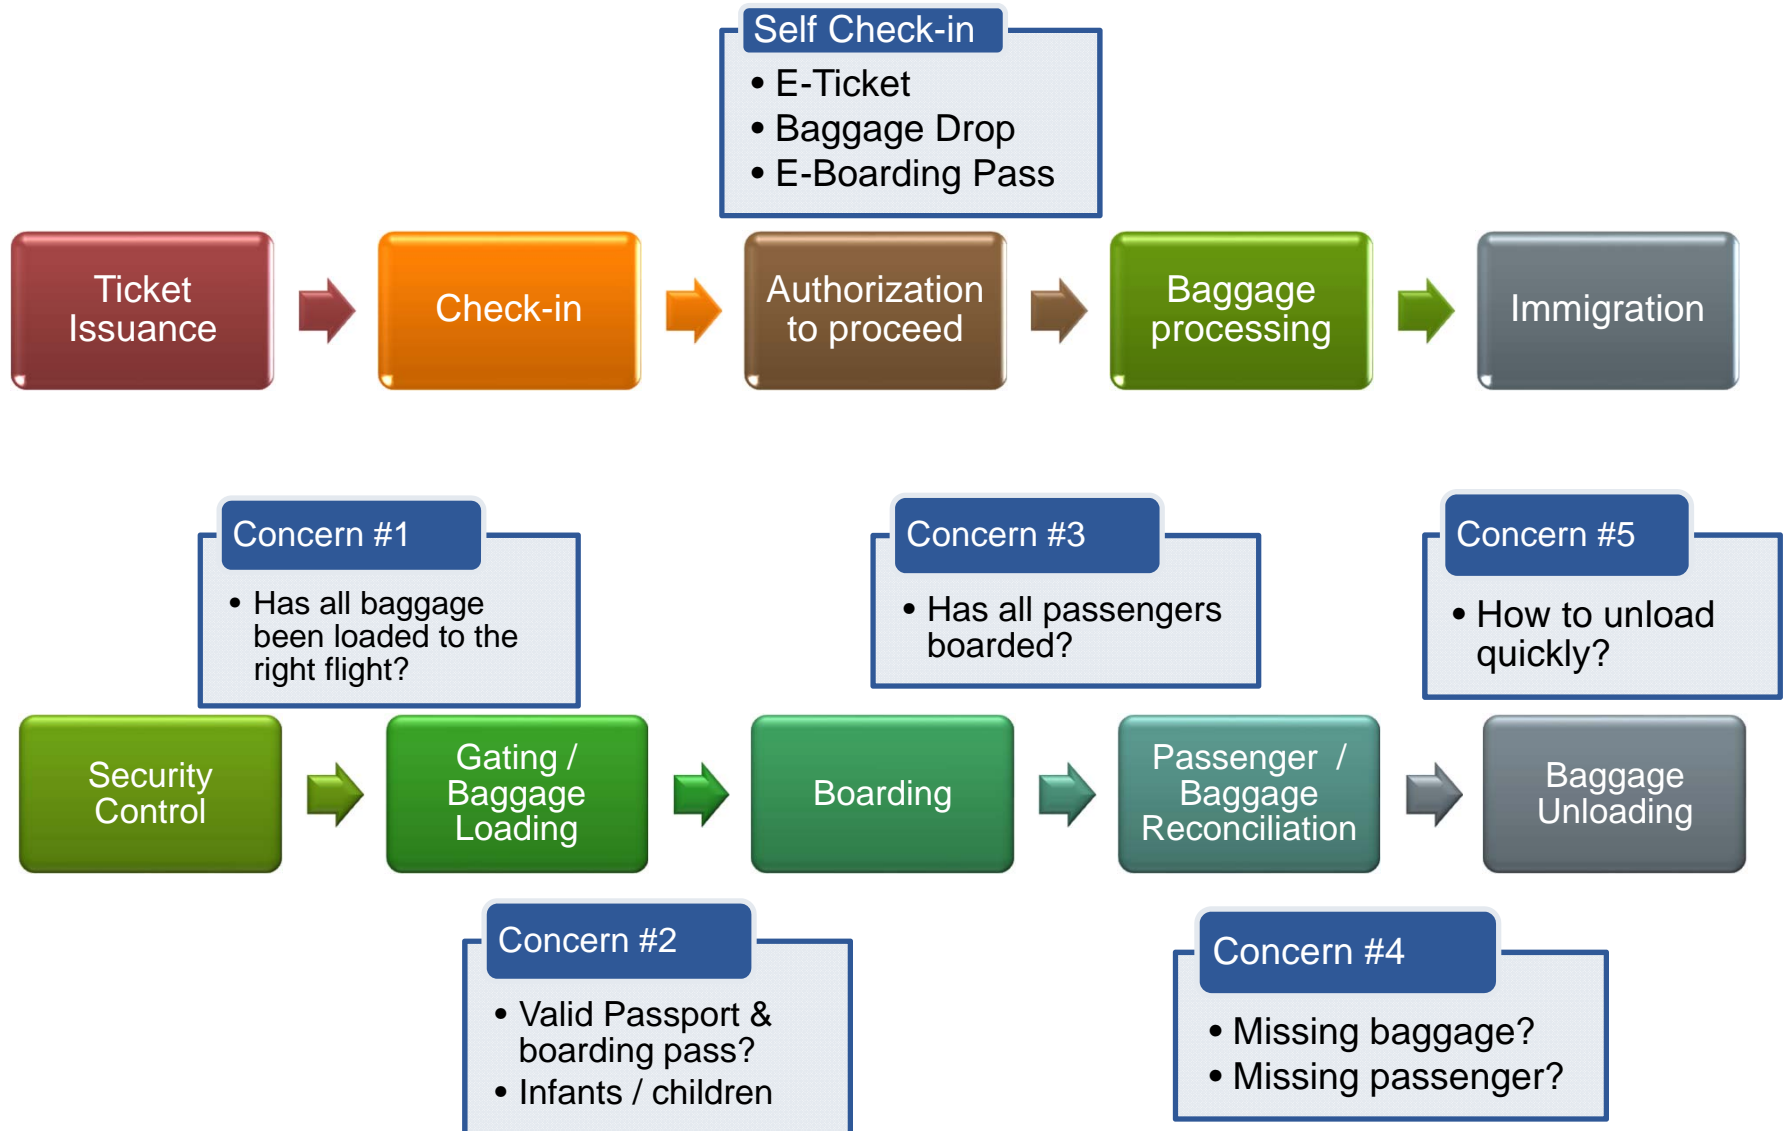 Self Check-in
• E-Ticket
• Baggage Drop
• E-Boarding Pass
Ticket
Issuance
Check-in
Authorization
to proceed
Baggage
processing
Immigration
Concern #1
• Has all baggage
been loaded to the
right flight?
Concern #3
• Has all passengers
boarded?
Concern #5
• How to unload
quickly?
Security
Control
Gating /
Baggage
Loading
Boarding
Passenger /
Baggage
Reconciliation
Baggage
Unloading
Concern #2
• Valid Passport &
boarding pass?
• Infants / children
Concern #4
• Missing baggage?
• Missing passenger?